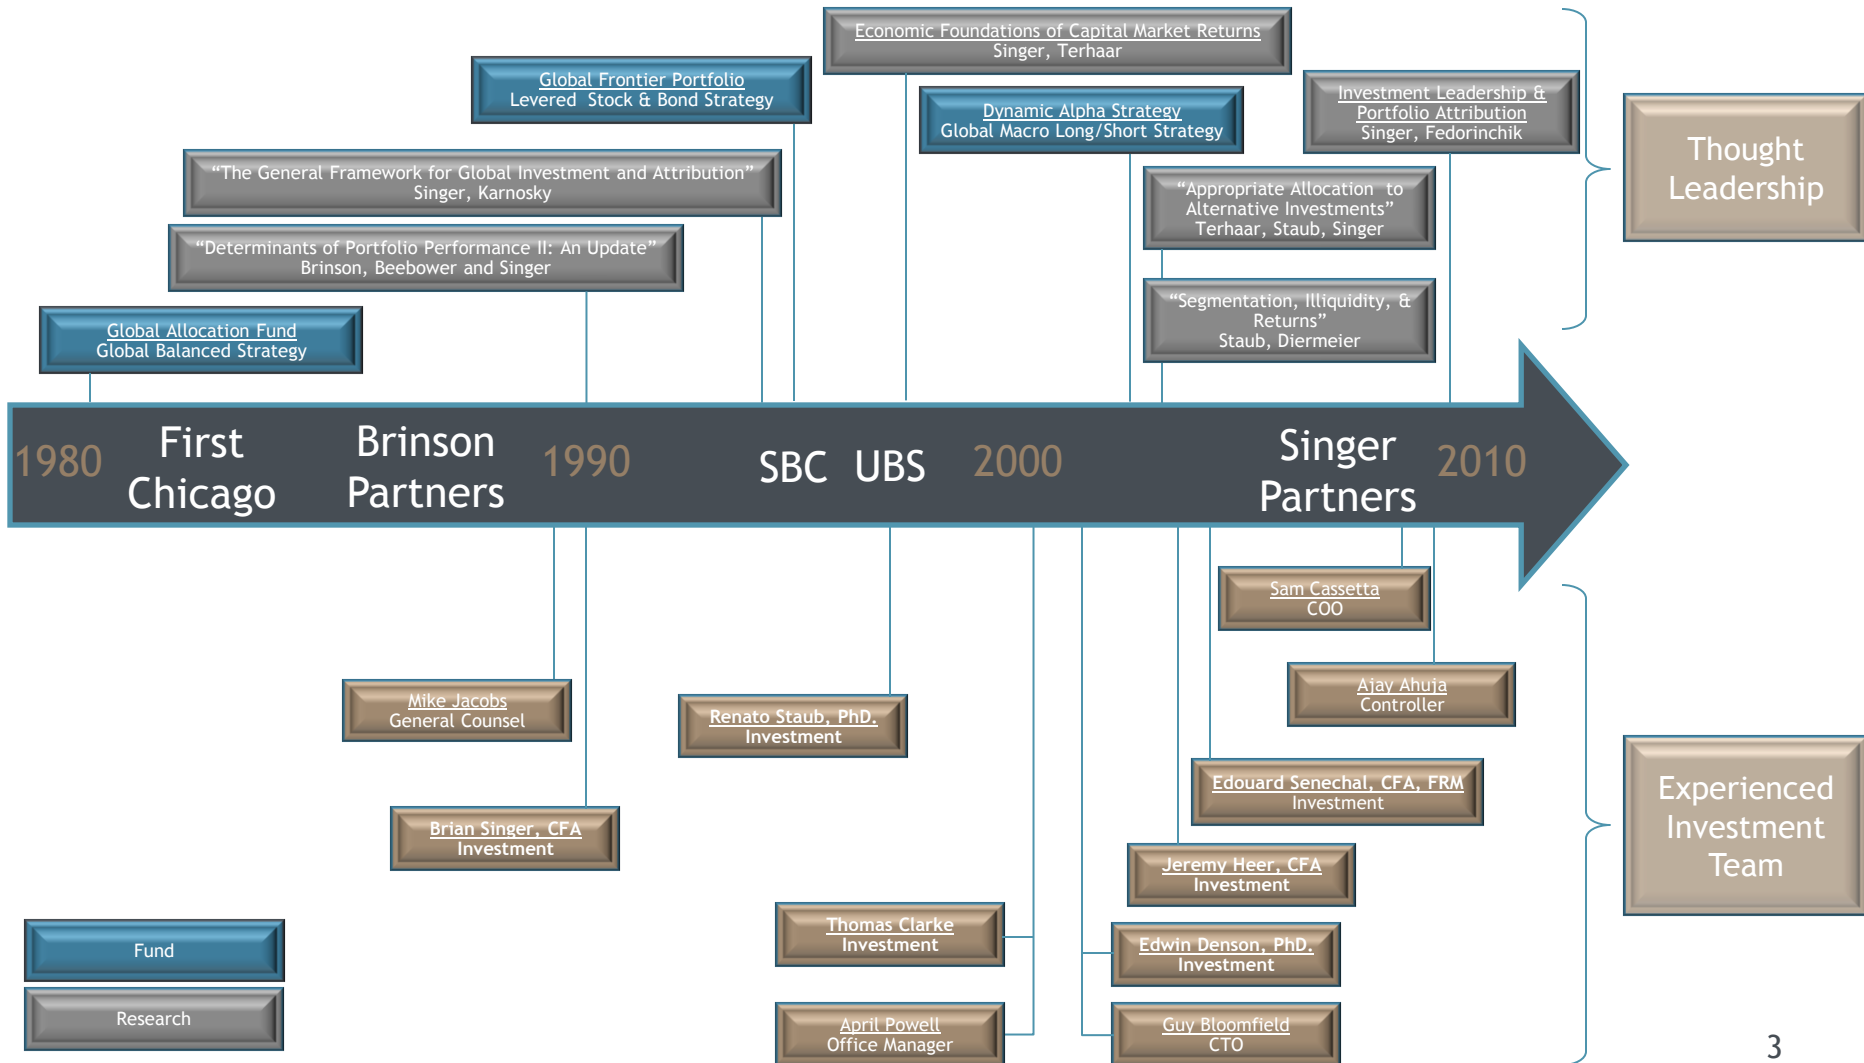 Economic Foundations of Capital Market Returns
Singer, Terhaar
Global Frontier Portfolio
Levered Stock & Bond Strategy
Dynamic Alpha Strategy
Global Macro Long/Short Strategy
Investment Leadership &
Portfolio Attribution
Singer, Fedorinchik
Thought
Leadership
“The General Framework for Global Investment and Attribution”
Singer, Karnosky
“Appropriate Allocation to
Alternative Investments”
Terhaar, Staub, Singer
“Determinants of Portfolio Performance II: An Update”
Brinson, Beebower and Singer
“Segmentation, Illiquidity, &
Returns”
Staub, Diermeier
Global Allocation Fund
Global Balanced Strategy
1980
First
Chicago
Brinson
Partners
1990
SBC
UBS
2000
Singer
Partners
2010
Sam Cassetta
COO
Mike Jacobs
General Counsel
Renato Staub, PhD.
Investment
Ajay Ahuja
Controller
Edouard Senechal, CFA, FRM
Investment
Brian Singer, CFA
Investment
Jeremy Heer, CFA
Investment
Experienced
Investment
Team
Thomas Clarke
Investment
Edwin Denson, PhD.
Investment
April Powell
Office Manager
Guy Bloomfield
CTO
Fund
Research
3